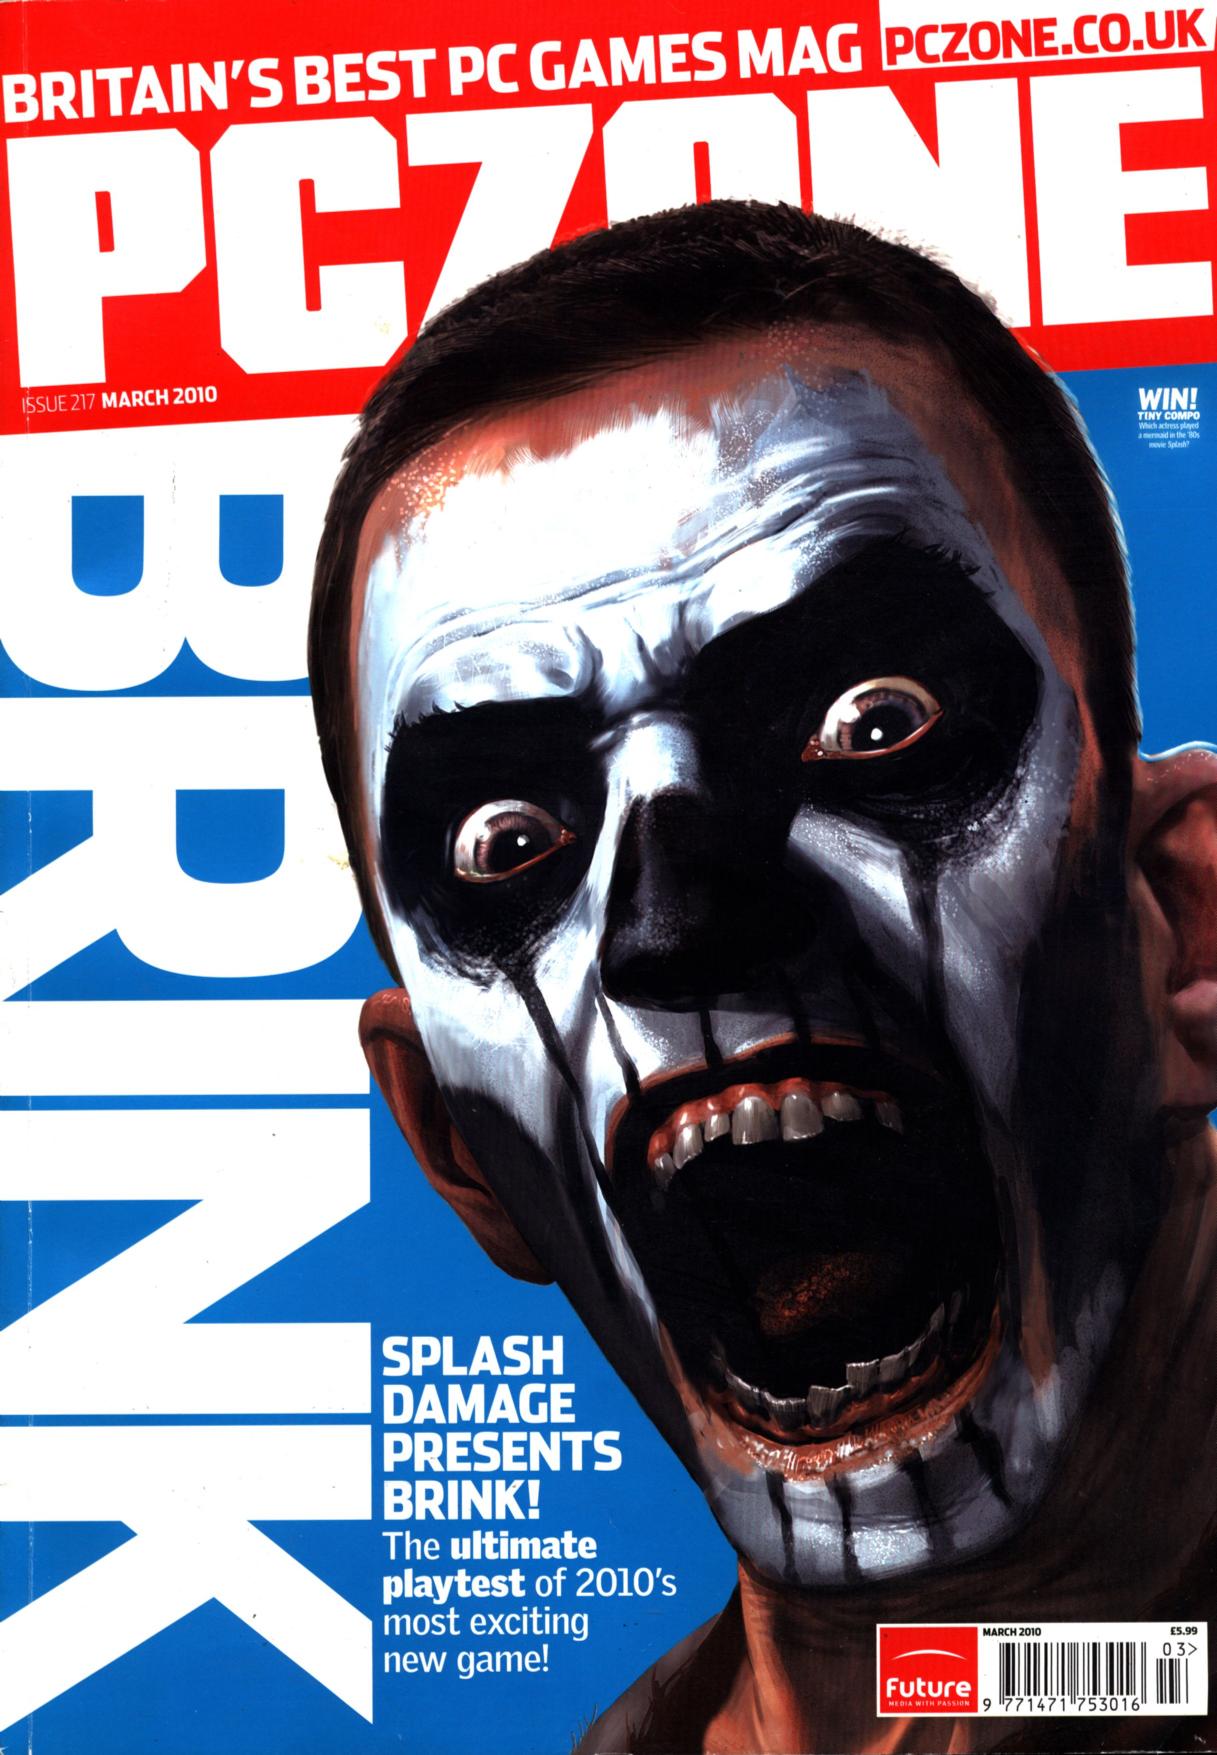 BRITAIN'S BEST PC GAMES MAG
PCZONE.CO.UK
PCZONE
ISSUE 217 MARCH 2010
WIN!
TINY COMPO
Which actress played
a mermaid in the '80s
movie Splash?
BRINK
SPLASH
DAMAGE
PRESENTS
BRINK!
The ultimate
playtest of 2010's
most exciting
new game!
MARCH 2010
£5.99
03>
Future
MEDIA WITH PASSION
9 771471 753016